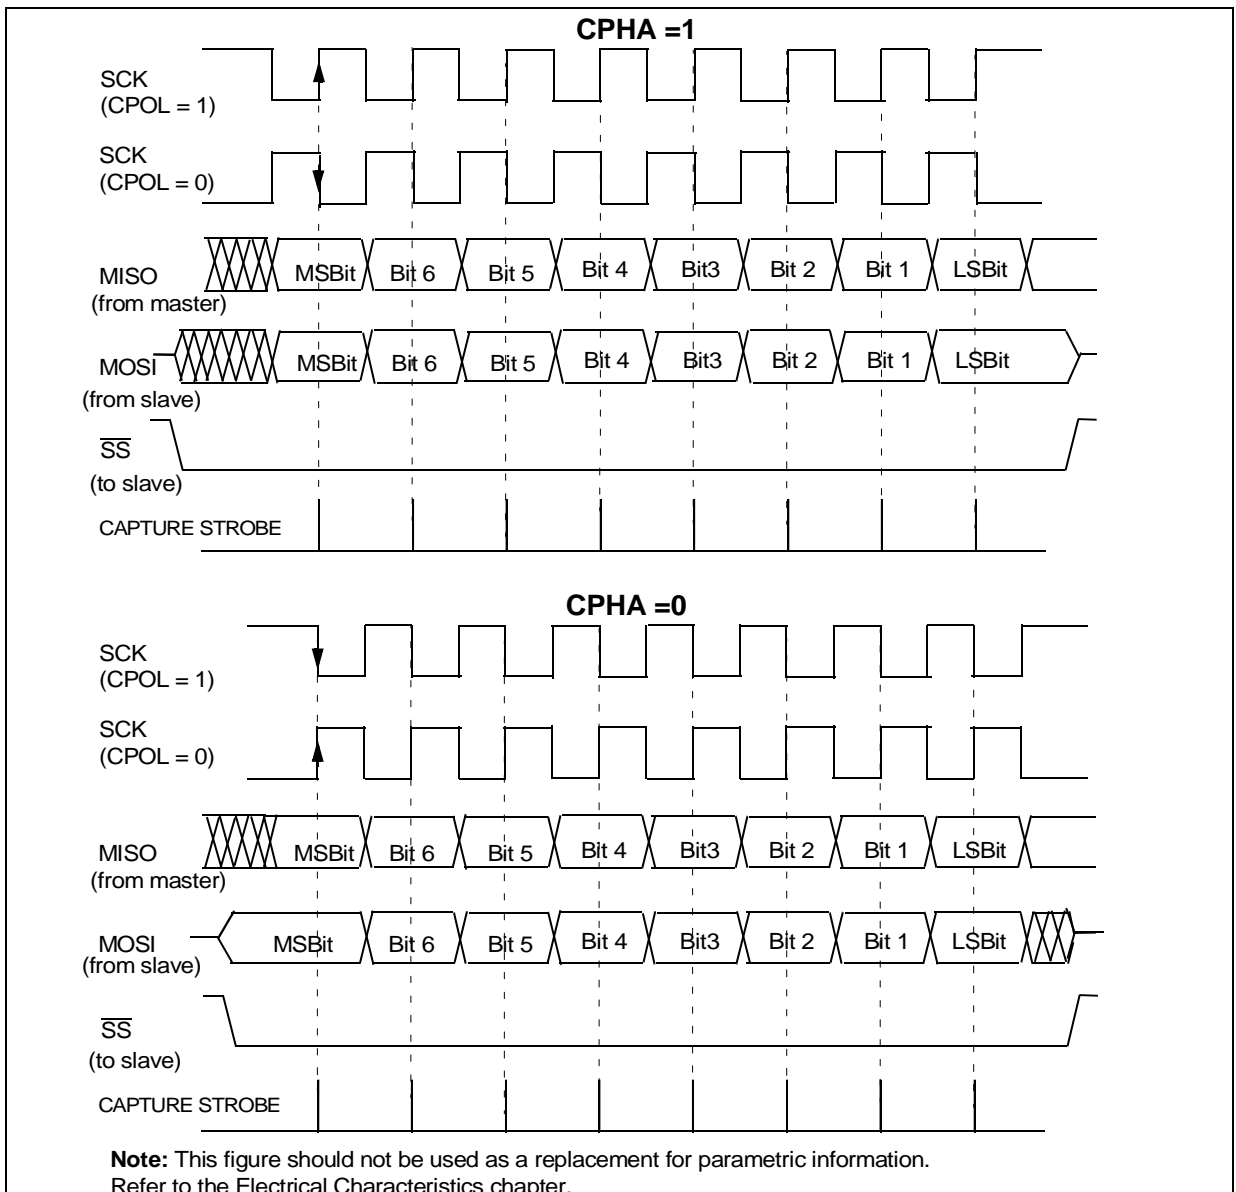 CPHA =1
SCK
(CPOL = 1)
SCK
(CPOL = 0)
MISO
(from master)
MSBit Bit 6 Bit 5 Bit 4 Bit3 Bit 2 Bit 1 LSBit
MOSI
(from slave)
MSBit Bit 6 Bit 5 Bit 4 Bit3 Bit 2 Bit 1 LSBit
SS
(to slave)
CAPTURE STROBE
CPHA =0
SCK
(CPOL = 1)
SCK
(CPOL = 0)
MISO
(from master)
MSBit Bit 6 Bit 5 Bit 4 Bit3 Bit 2 Bit 1 LSBit
MOSI
(from slave)
MSBit Bit 6 Bit 5 Bit 4 Bit3 Bit 2 Bit 1 LSBit
SS
(to slave)
CAPTURE STROBE
Note: This figure should not be used as a replacement for parametric information.
Refer to the Electrical Characteristics chapter.